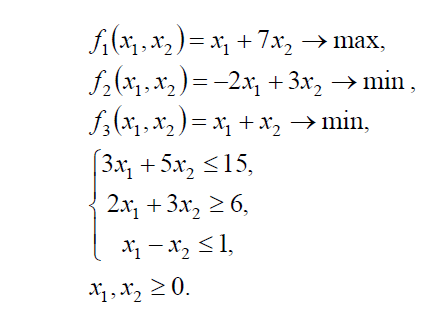 f₁(x₁, x₂) = x₁ + 7x₂ → max,
f₂(x₁, x₂) = −2x₁ + 3x₂ → min,
f₃(x₁, x₂) = x₁ + x₂ → min,
{ 3x₁ + 5x₂ ≤ 15,
2x₁ + 3x₂ ≥ 6,
x₁ − x₂ ≤ 1,
x₁, x₂ ≥ 0.